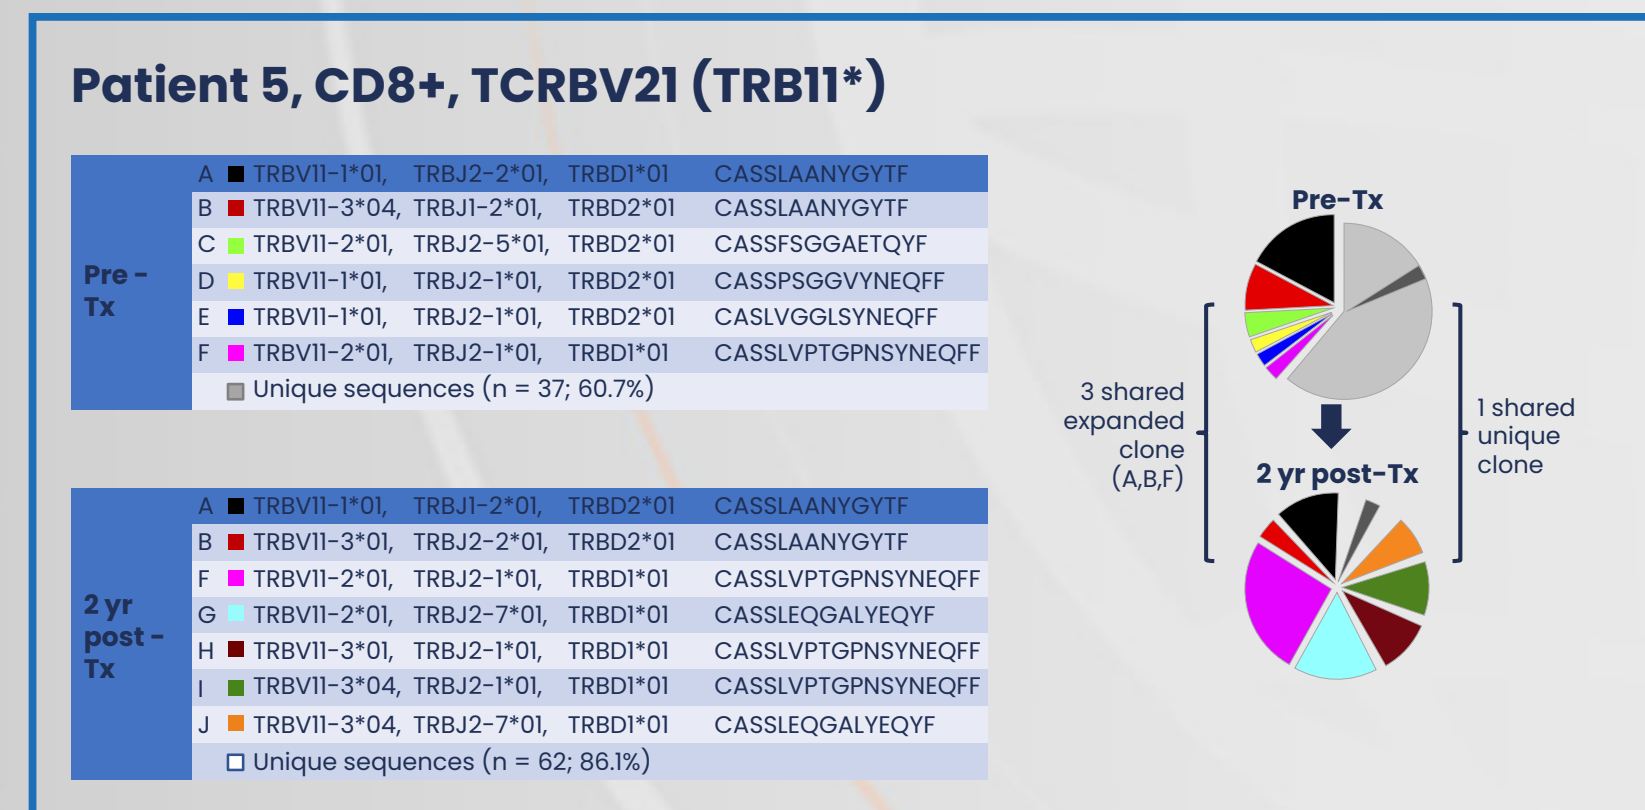 Patient 5, CD8+, TCRBV21 (TRB11*)
Pre -
Tx
A TRBV11-1*01, TRBJ2-2*01, TRBD1*01 CASSLAANYGYTF
B TRBV11-3*04, TRBJ1-2*01, TRBD2*01 CASSLAANYGYTF
C TRBV11-2*01, TRBJ2-5*01, TRBD2*01 CASSFSGGAETQYF
D TRBV11-1*01, TRBJ2-1*01, TRBD2*01 CASSPSGGVYNEQFF
E TRBV11-1*01, TRBJ2-1*01, TRBD2*01 CASLVGGLSYNEQFF
F TRBV11-2*01, TRBJ2-1*01, TRBD1*01 CASSLVPTGPNSYNEQFF
Unique sequences (n = 37; 60.7%)
2 yr
post -
Tx
A TRBV11-1*01, TRBJ1-2*01, TRBD2*01 CASSLAANYGYTF
B TRBV11-3*01, TRBJ2-2*01, TRBD2*01 CASSLAANYGYTF
F TRBV11-2*01, TRBJ2-1*01, TRBD1*01 CASSLVPTGPNSYNEQFF
G TRBV11-2*01, TRBJ2-7*01, TRBD1*01 CASSLEQGALYEQYF
H TRBV11-3*01, TRBJ2-1*01, TRBD1*01 CASSLVPTGPNSYNEQFF
I TRBV11-3*04, TRBJ2-1*01, TRBD1*01 CASSLVPTGPNSYNEQFF
J TRBV11-3*04, TRBJ2-7*01, TRBD1*01 CASSLEQGALYEQYF
Unique sequences (n = 62; 86.1%)
Pre-Tx
3 shared
expanded
clone
(A,B,F)
1 shared
unique
clone
2 yr post-Tx